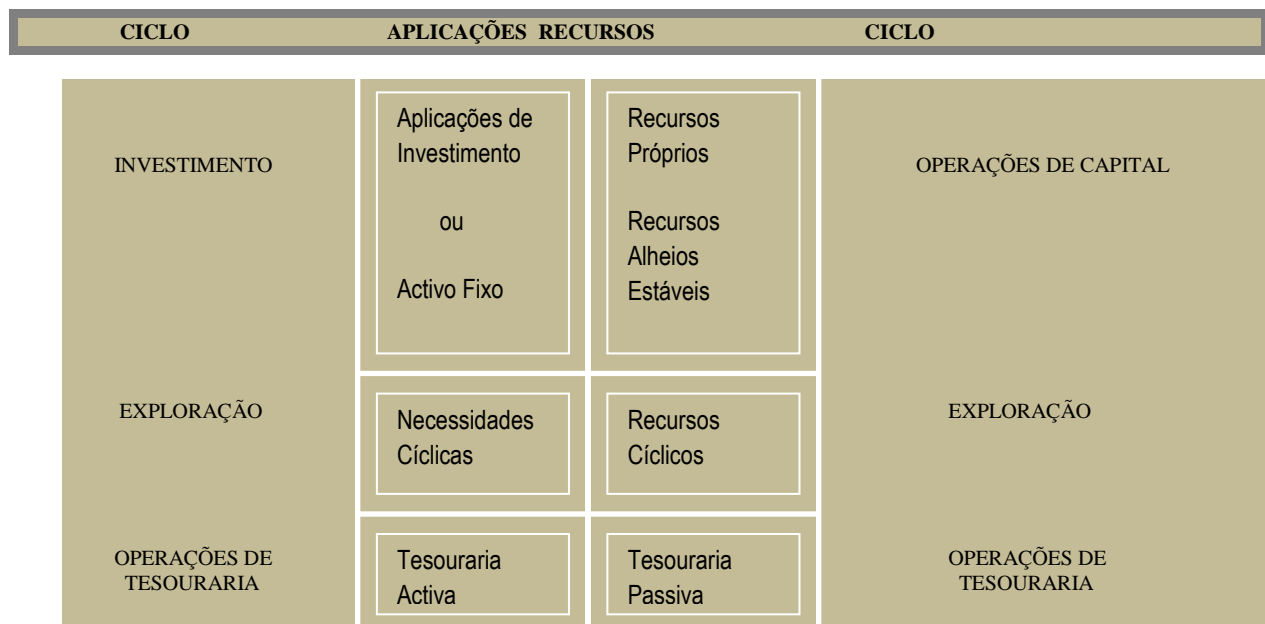 CICLO APLICAÇÕES RECURSOS CICLO
INVESTIMENTO
Aplicações de
Investimento
ou
Activo Fixo
Recursos
Próprios
Recursos
Alheios
Estáveis
OPERAÇÕES DE CAPITAL
EXPLORAÇÃO
Necessidades
Cíclicas
Recursos
Cíclicos
EXPLORAÇÃO
OPERAÇÕES DE
TESOURARIA
Tesouraria
Activa
Tesouraria
Passiva
OPERAÇÕES DE
TESOURARIA